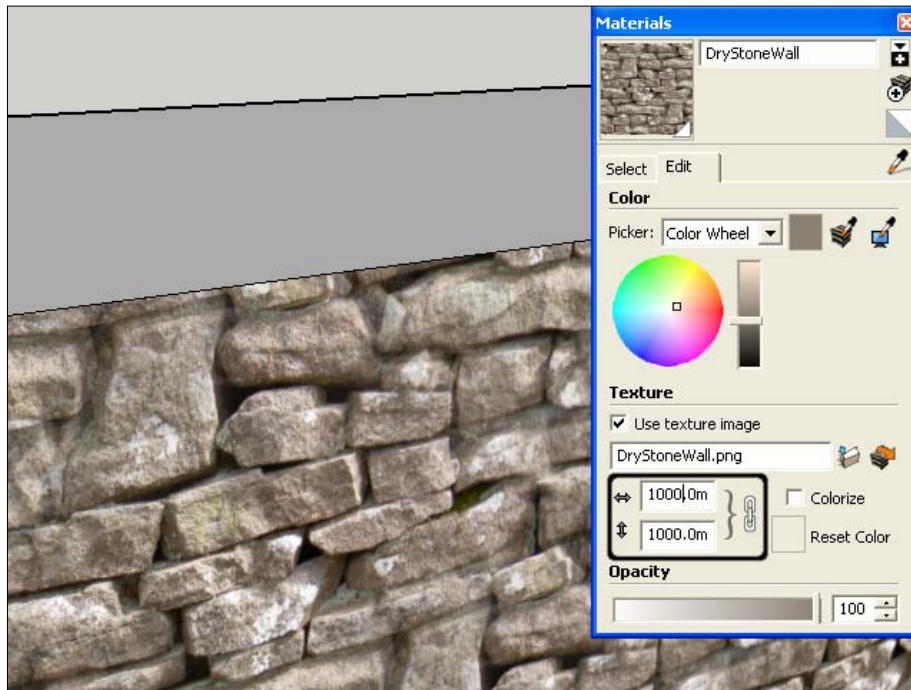 Materials
DryStoneWall
Select Edit
Color
Picker: Color Wheel
Texture
Use texture image
DryStoneWall.png
1000.0m
Colorize
1000.0m
Reset Color
Opacity
100